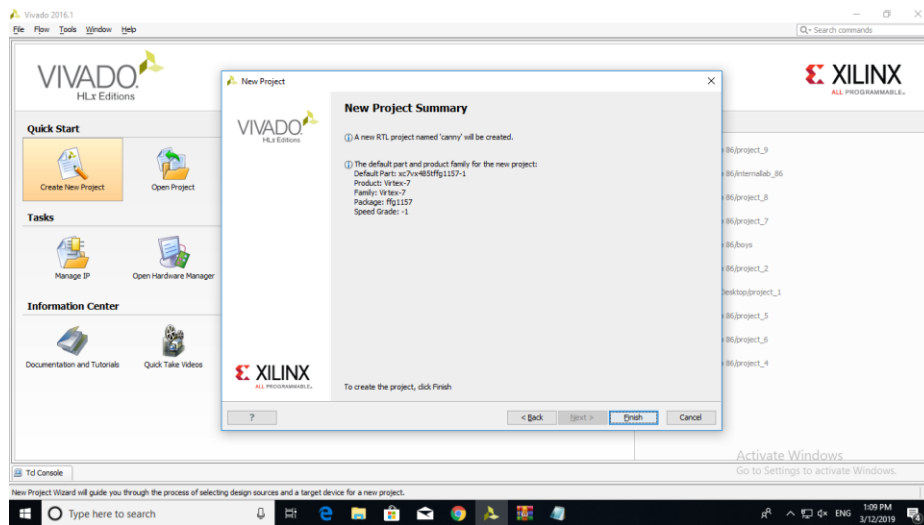 Vivado 2016.1
File Flow Tools Window Help
Search commands
VIVADO
HLx Editions
XILINX
ALL PROGRAMMABLE.
Quick Start
Create New Project
Open Project
Tasks
Manage IP
Open Hardware Manager
Information Center
Documentation and Tutorials
Quick Take Videos
New Project
VIVADO
HLx Editions
New Project Summary
A new RTL project named 'canny' will be created.
The default part and product family for the new project:
Default Part: xc7vx485tffg1157-1
Product: Virtex-7
Family: Virtex-7
Package: ffg1157
Speed Grade: -1
XILINX
ALL PROGRAMMABLE.
To create the project, click Finish
?
< Back
Next >
Finish
Cancel
86/project_9
86/internallab_86
86/project_8
86/project_7
86/boys
86/project_2
Desktop/project_1
86/project_5
86/project_6
86/project_4
Activate Windows
Go to Settings to activate Windows.
Tcl Console
New Project Wizard will guide you through the process of selecting design sources and a target device for a new project.
Type here to search
ENG
1:09 PM
3/12/2019